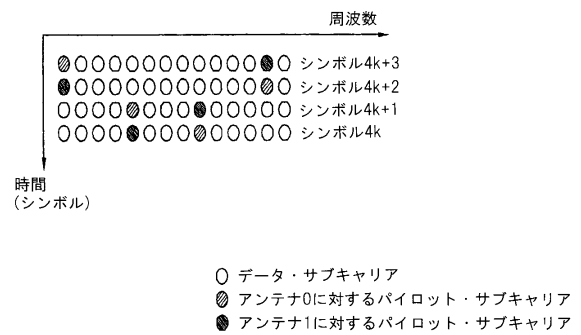 周波数
シンボル4k+3
シンボル4k+2
シンボル4k+1
シンボル4k
時間
(シンボル)
データ・サブキャリア
アンテナ0に対するパイロット・サブキャリア
アンテナ1に対するパイロット・サブキャリア